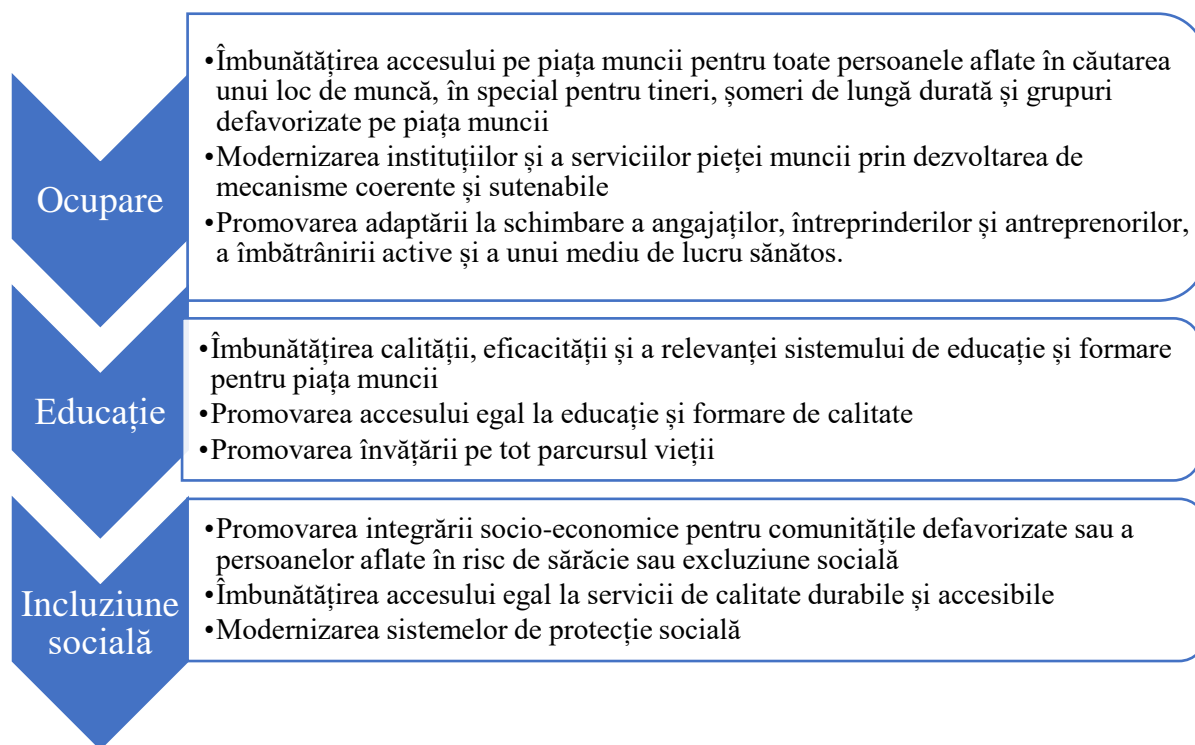 Ocupare
•Îmbunătățirea accesului pe piața muncii pentru toate persoanele aflate în căutarea
unui loc de muncă, în special pentru tineri, șomeri de lungă durată și grupuri
defavorizate pe piața muncii
•Modernizarea instituțiilor și a serviciilor pieței muncii prin dezvoltarea de
mecanisme coerente și sutenabile
•Promovarea adaptării la schimbare a angajaților, întreprinderilor și antreprenorilor,
a îmbătrânirii active și a unui mediu de lucru sănătos.
Educație
•Îmbunătățirea calității, eficacității și a relevanței sistemului de educație și formare
pentru piața muncii
•Promovarea accesului egal la educație și formare de calitate
•Promovarea învățării pe tot parcursul vieții
Incluziune
socială
•Promovarea integrării socio-economice pentru comunitățile defavorizate sau a
persoanelor aflate în risc de sărăcie sau excluziune socială
•Îmbunătățirea accesului egal la servicii de calitate durabile și accesibile
•Modernizarea sistemelor de protecție socială